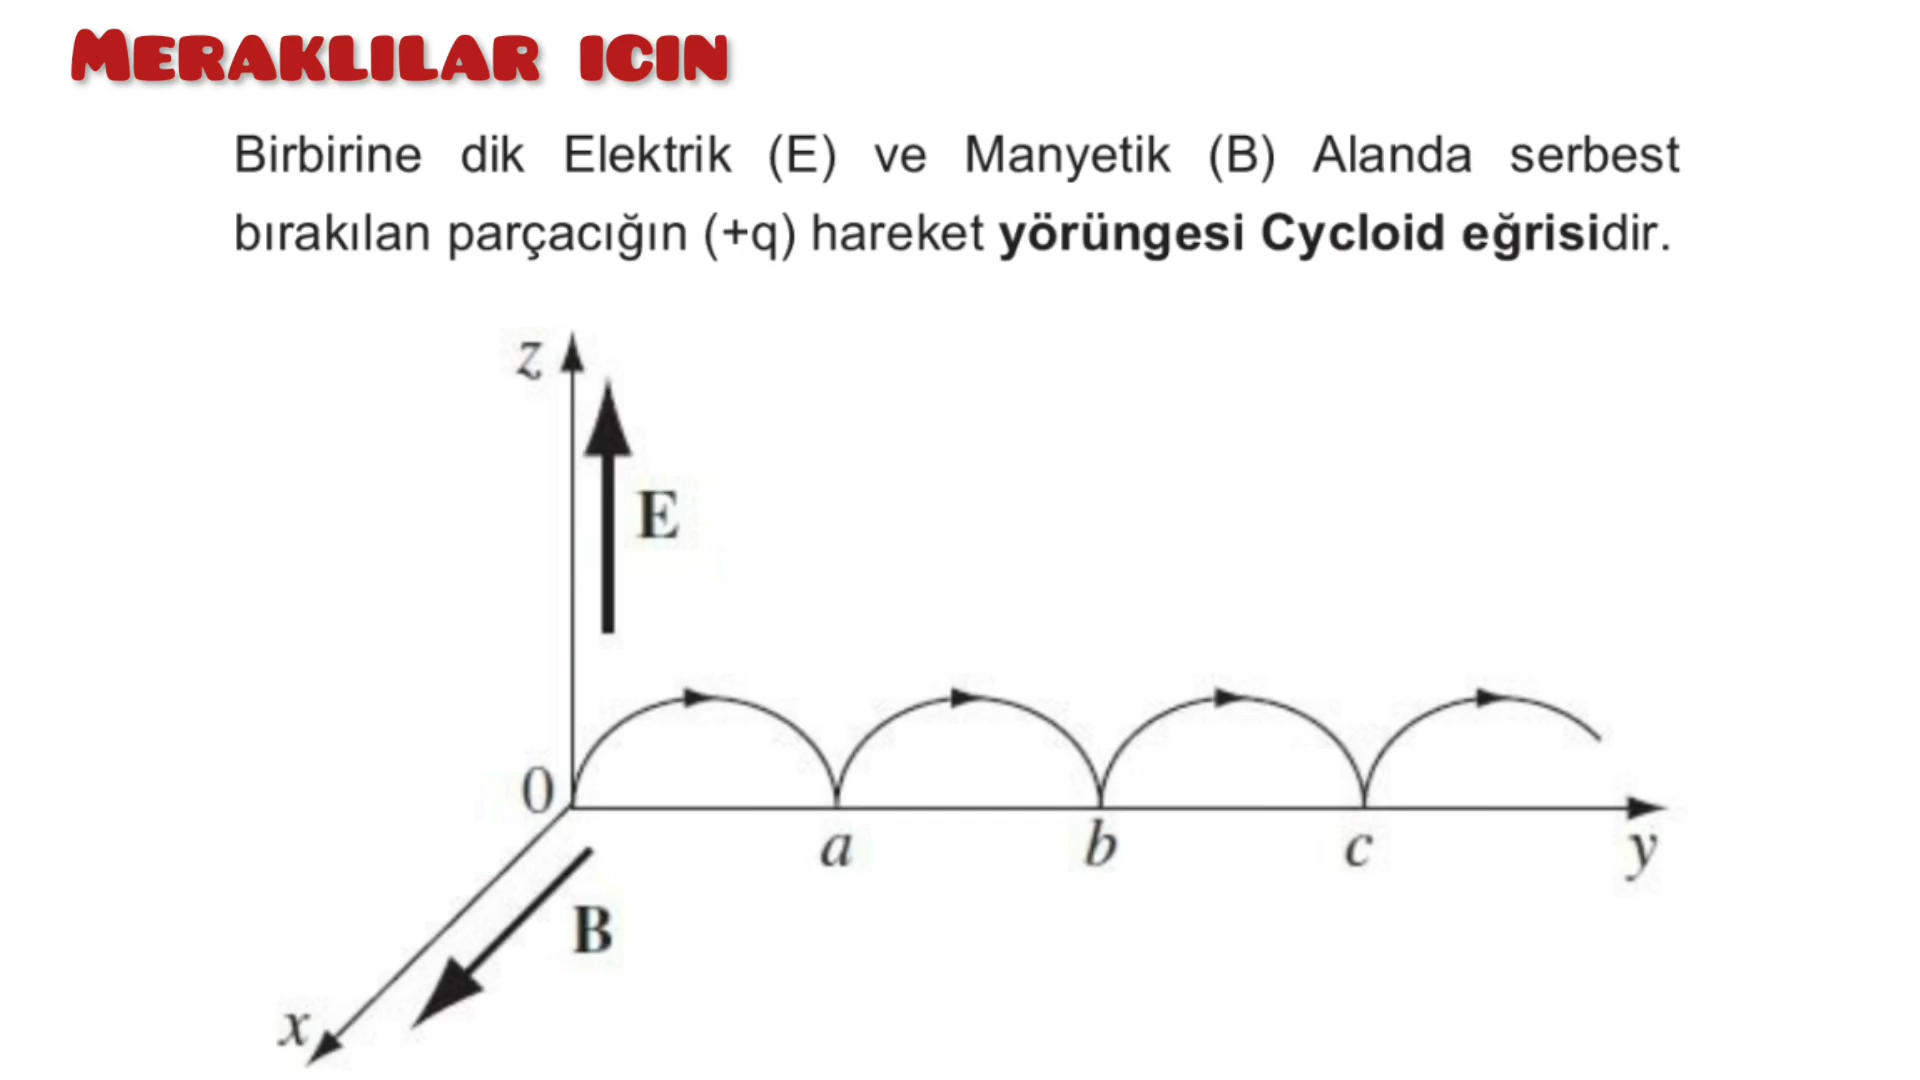 MERAKLILAR ICIN
Birbirine dik Elektrik (E) ve Manyetik (B) Alanda serbest
bırakılan parçacığın (+q) hareket yörüngesi Cycloid eğrisidir.
z
E
0
a b c y
B
x